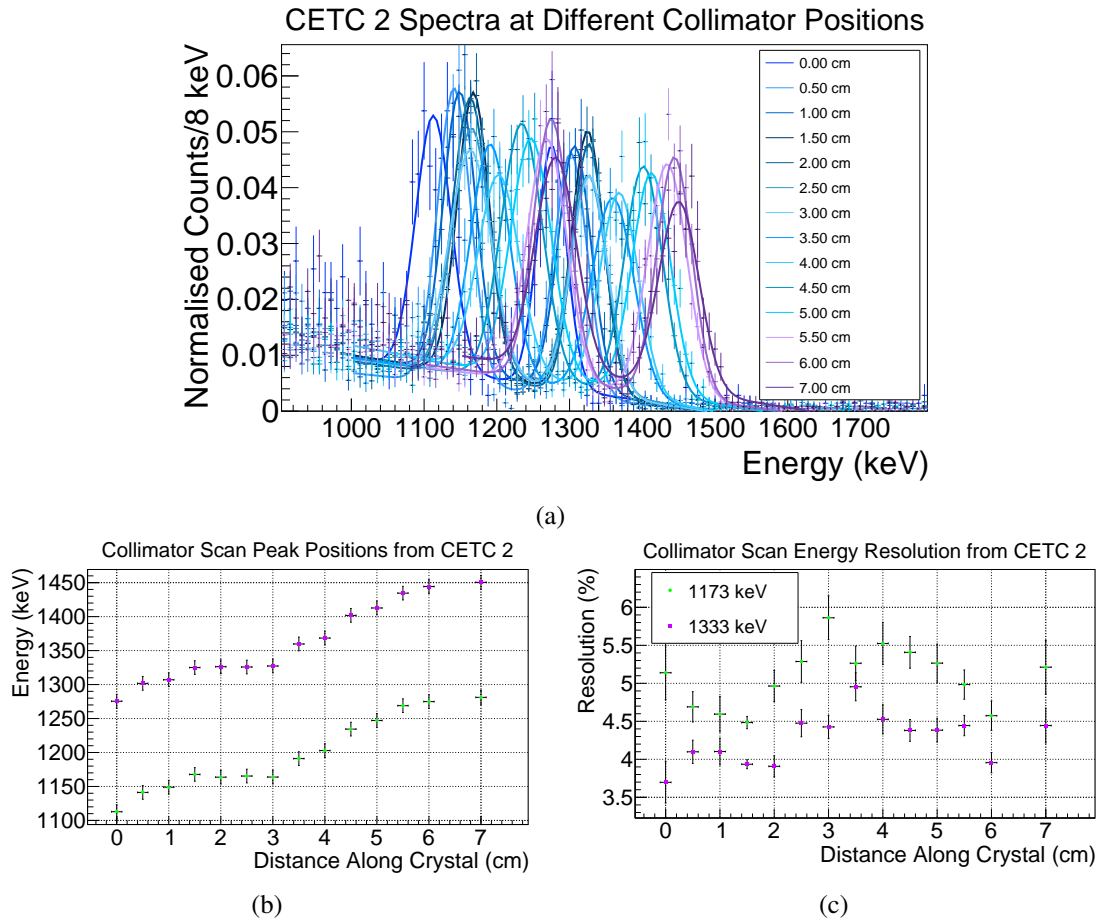 CETC 2 Spectra at Different Collimator Positions
Normalised Counts/8 keV
0.06
0.05
0.04
0.03
0.02
0.01
0
1000 1100 1200 1300 1400 1500 1600 1700
Energy (keV)
0.00 cm
0.50 cm
1.00 cm
1.50 cm
2.00 cm
2.50 cm
3.00 cm
3.50 cm
4.00 cm
4.50 cm
5.00 cm
5.50 cm
6.00 cm
7.00 cm
(a)
Collimator Scan Peak Positions from CETC 2
Energy (keV)
1450
1400
1350
1300
1250
1200
1150
1100
0 1 2 3 4 5 6 7
Distance Along Crystal (cm)
(b)
Collimator Scan Energy Resolution from CETC 2
Resolution (%)
6
5.5
5
4.5
4
3.5
1173 keV
1333 keV
0 1 2 3 4 5 6 7
Distance Along Crystal (cm)
(c)